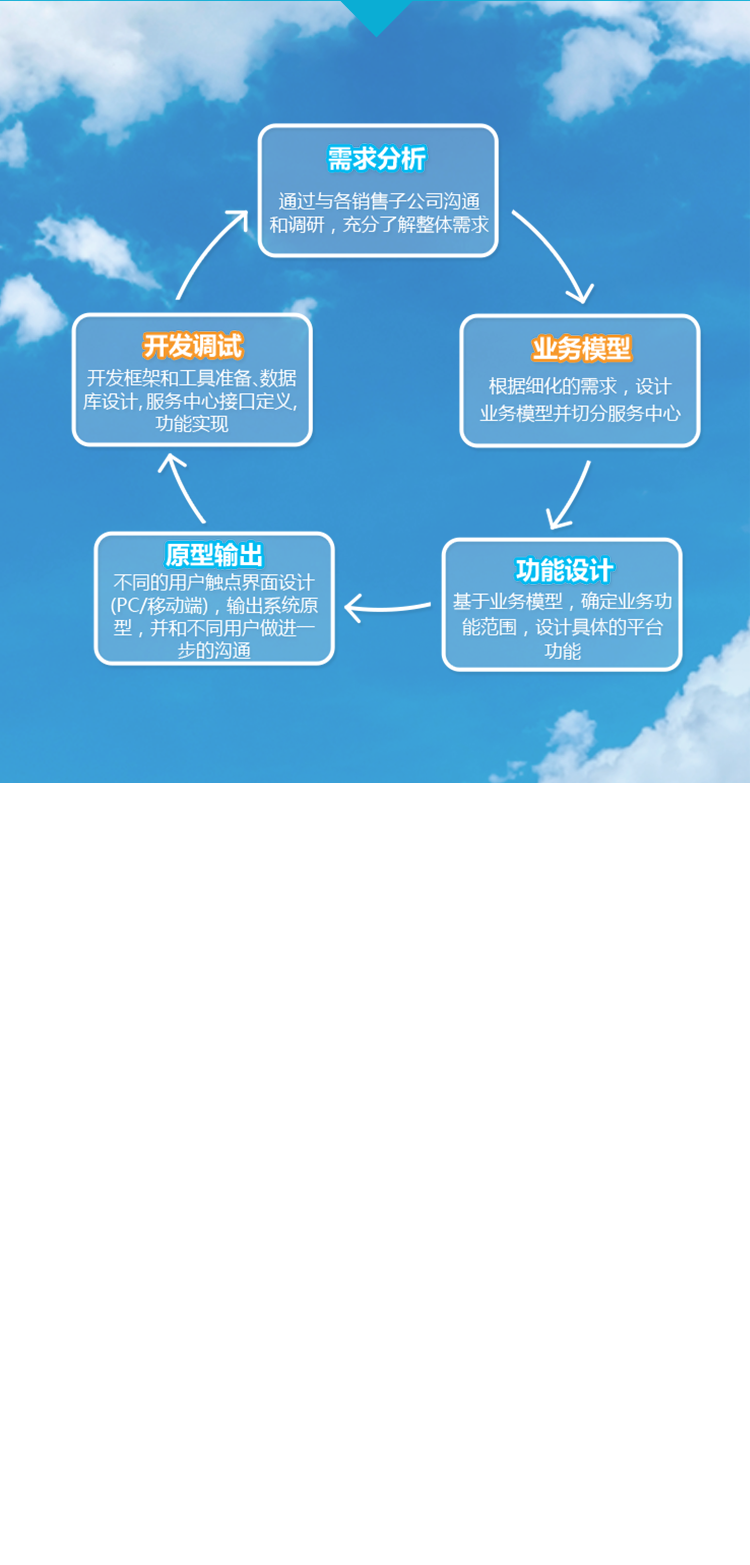 需求分析
通过与各销售子公司沟通
和调研，充分了解整体需求
开发调试
开发框架和工具准备、数据
库设计,服务中心接口定义,
功能实现
业务模型
根据细化的需求，设计
业务模型并切分服务中心
原型输出
不同的用户触点界面设计
(PC/移动端)，输出系统原
型，并和不同用户做进一
步的沟通
功能设计
基于业务模型，确定业务功
能范围，设计具体的平台
功能